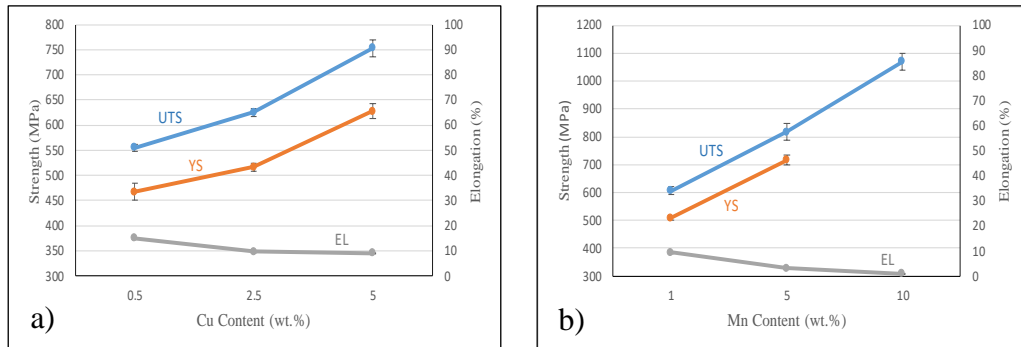 800
750
700
650
600
550
500
450
400
350
300
Strength (MPa)
100
90
80
70
60
50
40
30
20
10
0
Elongation (%)
UTS
YS
EL
0.5 2.5 5
Cu Content (wt.%)
a)
1200
1100
1000
900
800
700
600
500
400
300
Strength (MPa)
100
90
80
70
60
50
40
30
20
10
0
Elongation (%)
UTS
YS
EL
1 5 10
Mn Content (wt.%)
b)